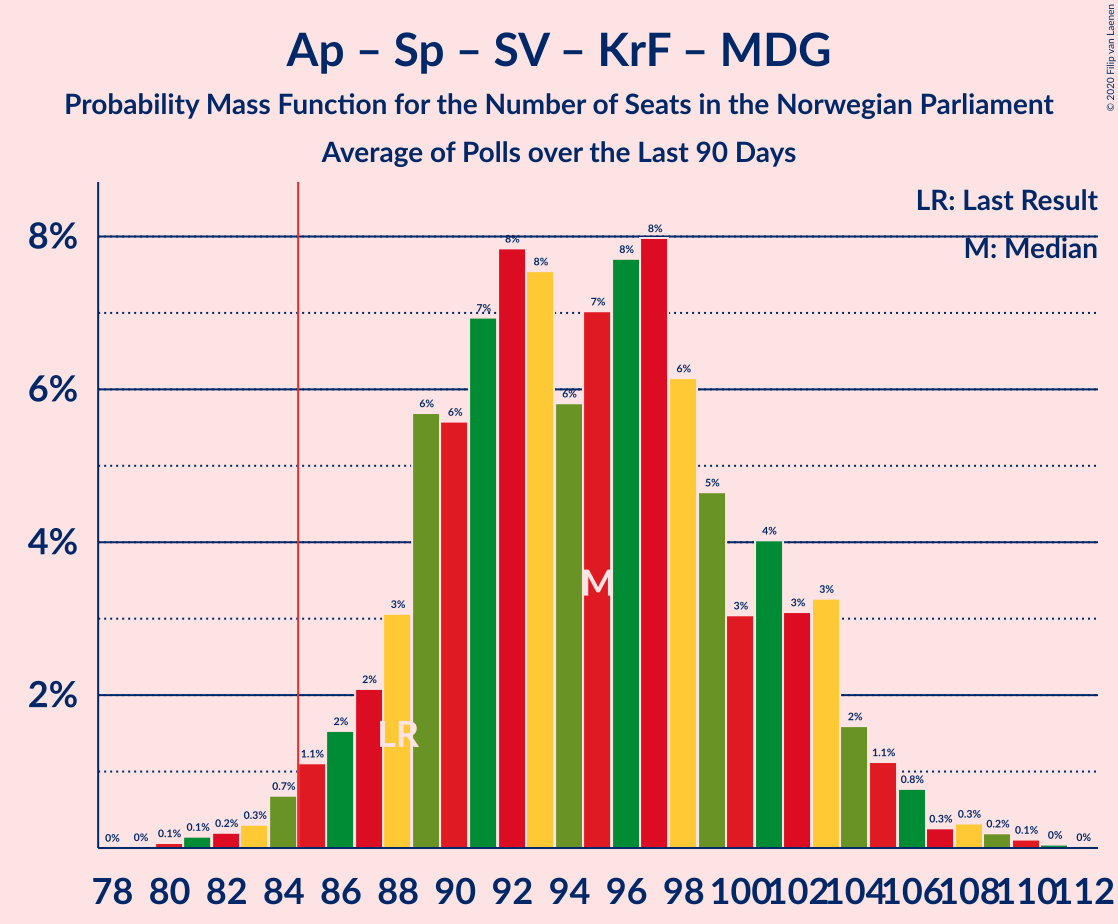 Ap – Sp – SV – KrF – MDG
Probability Mass Function for the Number of Seats in the Norwegian Parliament
Average of Polls over the Last 90 Days
© 2020 Filip van Laenen
LR: Last Result
M: Median
8%
6%
4%
2%
0% 0% 0.1% 0.1% 0.2% 0.3% 0.7% 1.1% 2% 2% 3% 6% 6% 7% 8% 8% 6% 7% 8% 8% 6% 5% 3% 4% 3% 3% 2% 1.1% 0.8% 0.3% 0.3% 0.2% 0.1% 0% 0%
M
LR
78 80 82 84 86 88 90 92 94 96 98 100 102 104 106 108 110 112